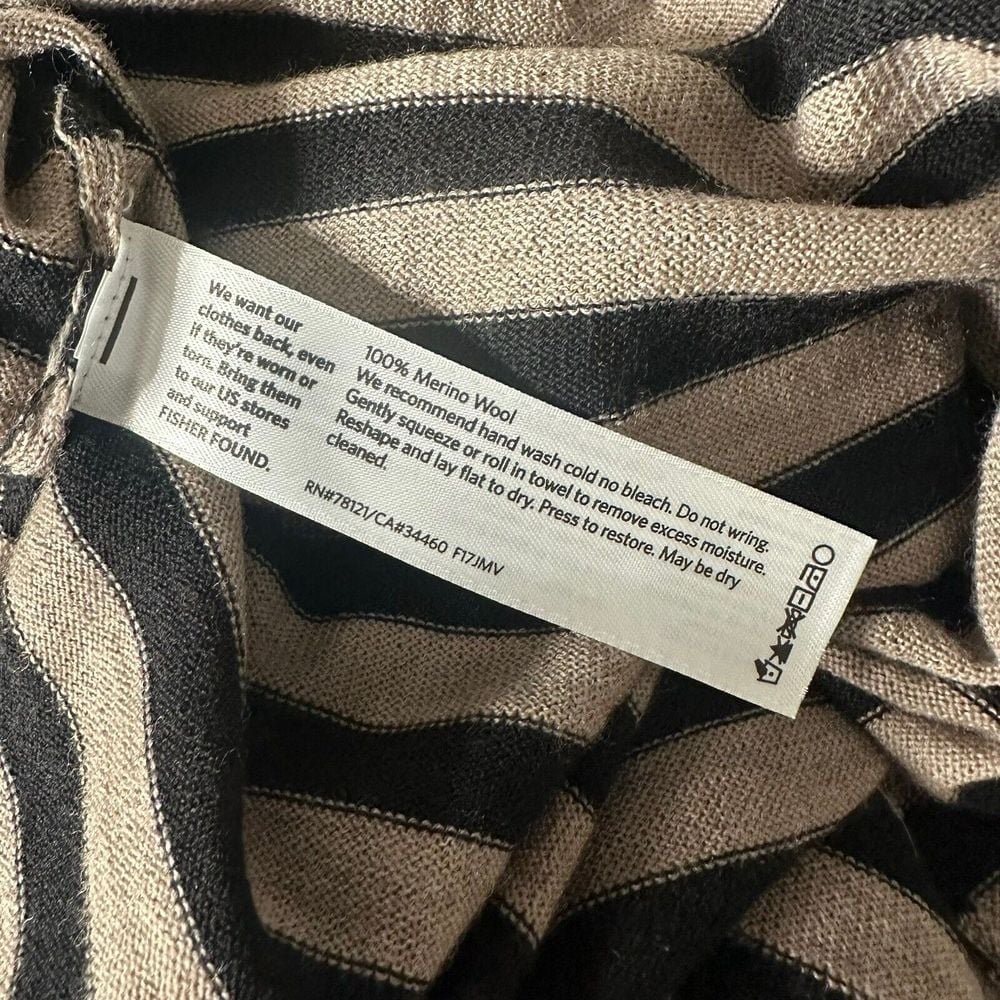 We want our
clothes back, even
if they're worn or
torn. Bring them
to our US stores
and support
FISHER FOUND.
100% Merino Wool
We recommend hand wash cold no bleach. Do not wring.
Gently squeeze or roll in towel to remove excess moisture.
Reshape and lay flat to dry. Press to restore. May be dry
cleaned.
RN#78121/CA#34460 F17JMV